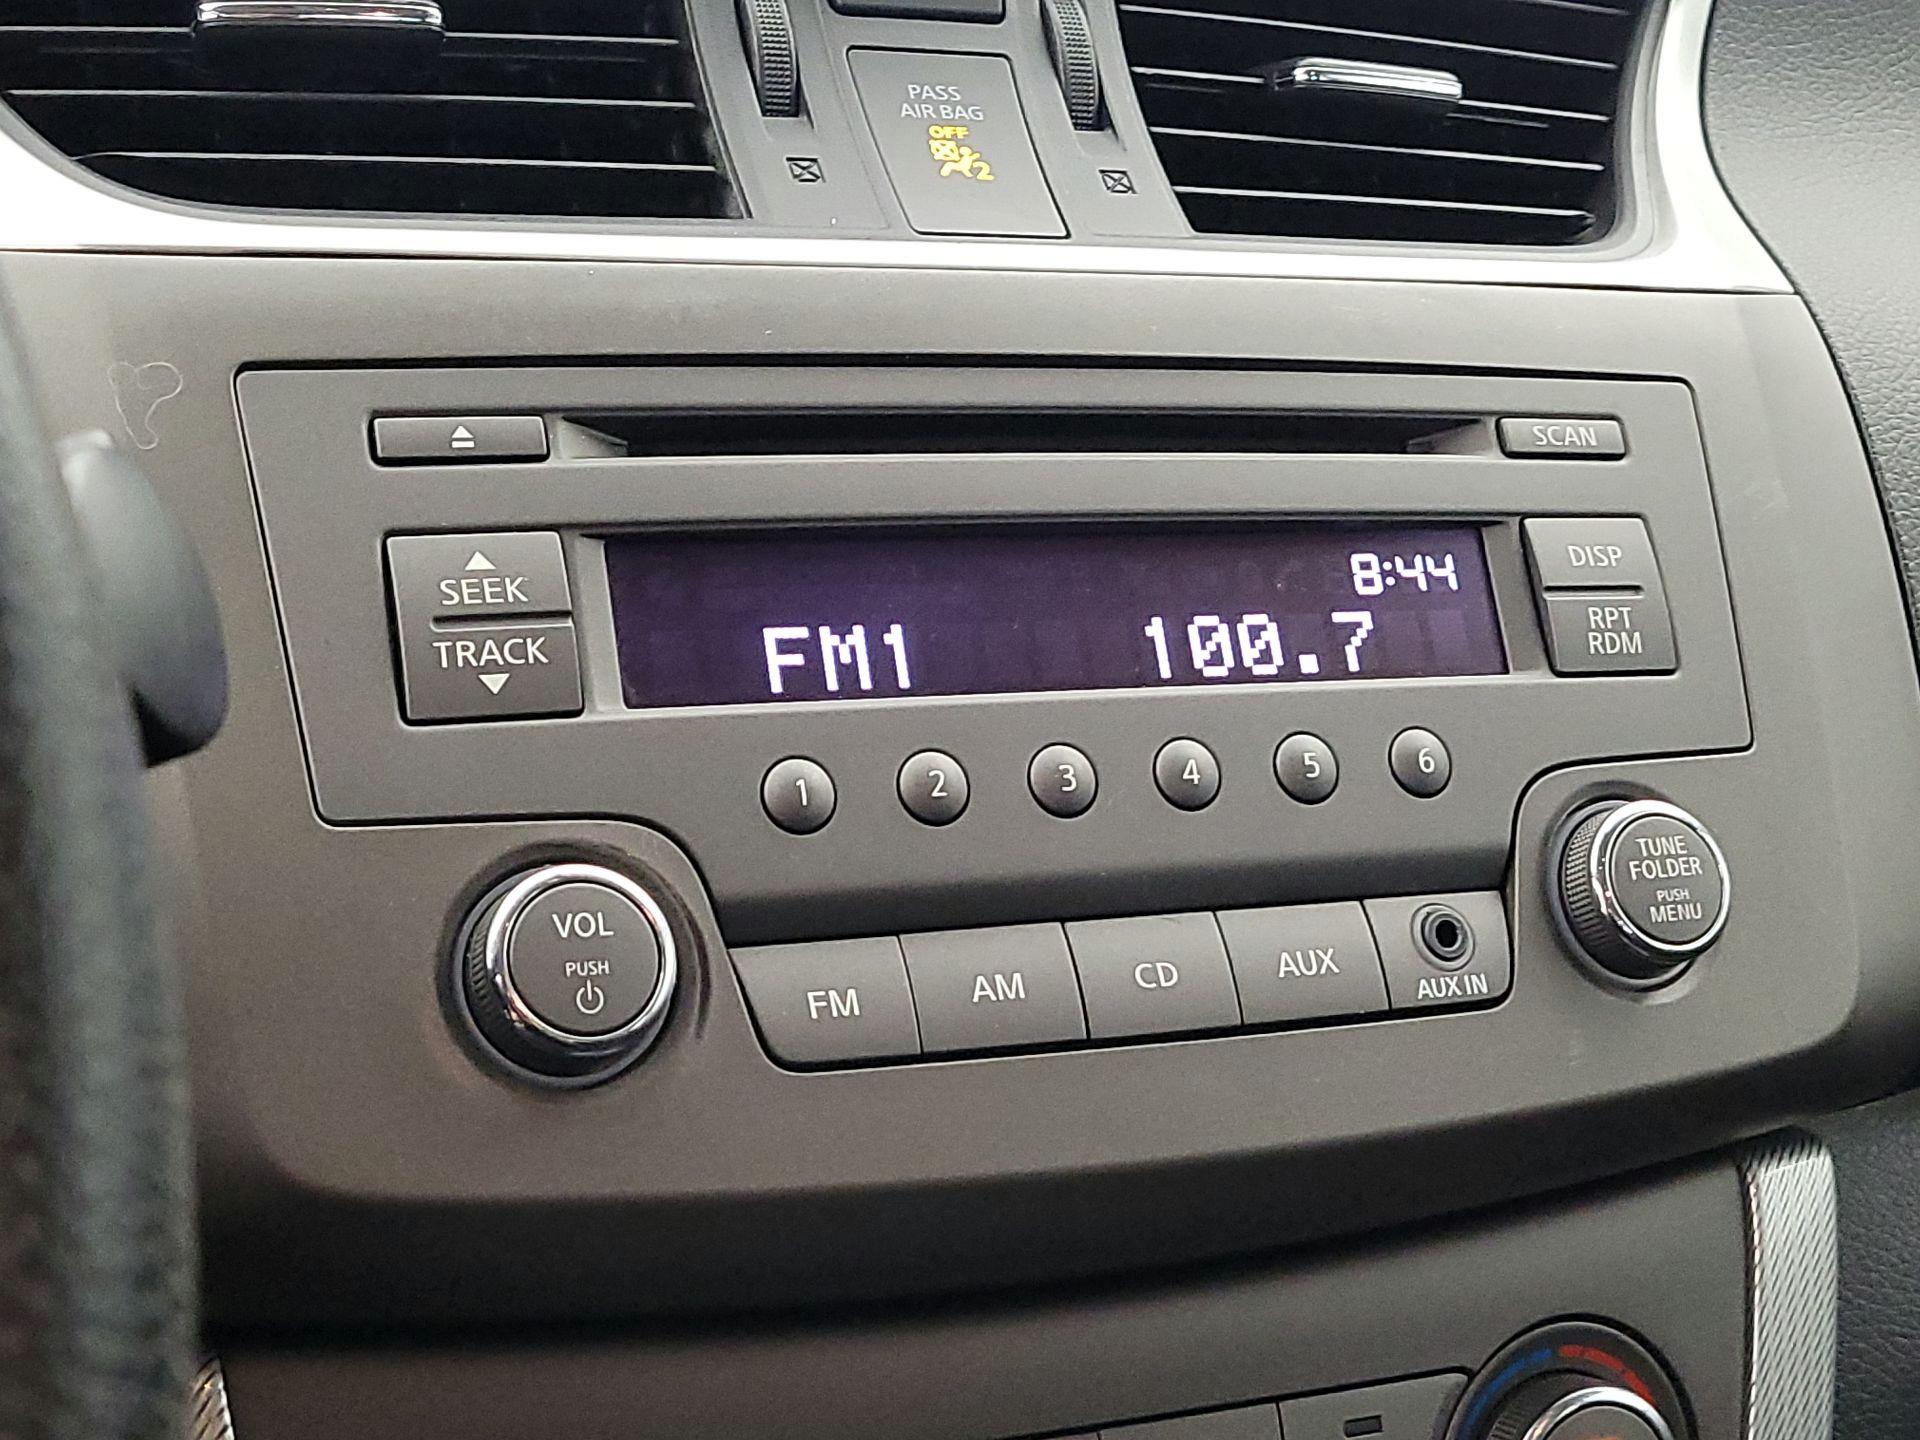 PASS
AIR BAG
OFF
2
SCAN
SEEK
TRACK
8:44
FM1 100.7
DISP
RPT
RDM
1 2 3 4 5 6
VOL
PUSH
FM AM CD AUX
AUX IN
TUNE
FOLDER
PUSH
MENU